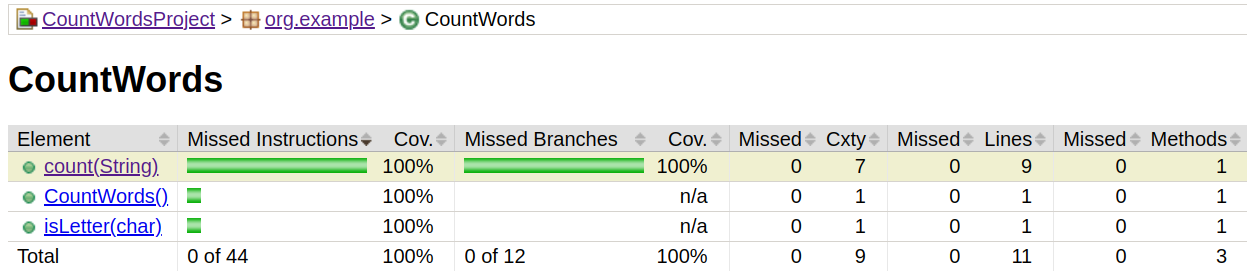 CountWordsProject > org.example > CountWords
CountWords
Element Missed Instructions Cov. Missed Branches Cov. Missed Cxty Missed Lines Missed Methods
count(String) 100% 100% 0 7 0 9 0 1
CountWords() 100% n/a 0 1 0 1 0 1
isLetter(char) 100% n/a 0 1 0 1 0 1
Total 0 of 44 100% 0 of 12 100% 0 9 0 11 0 3